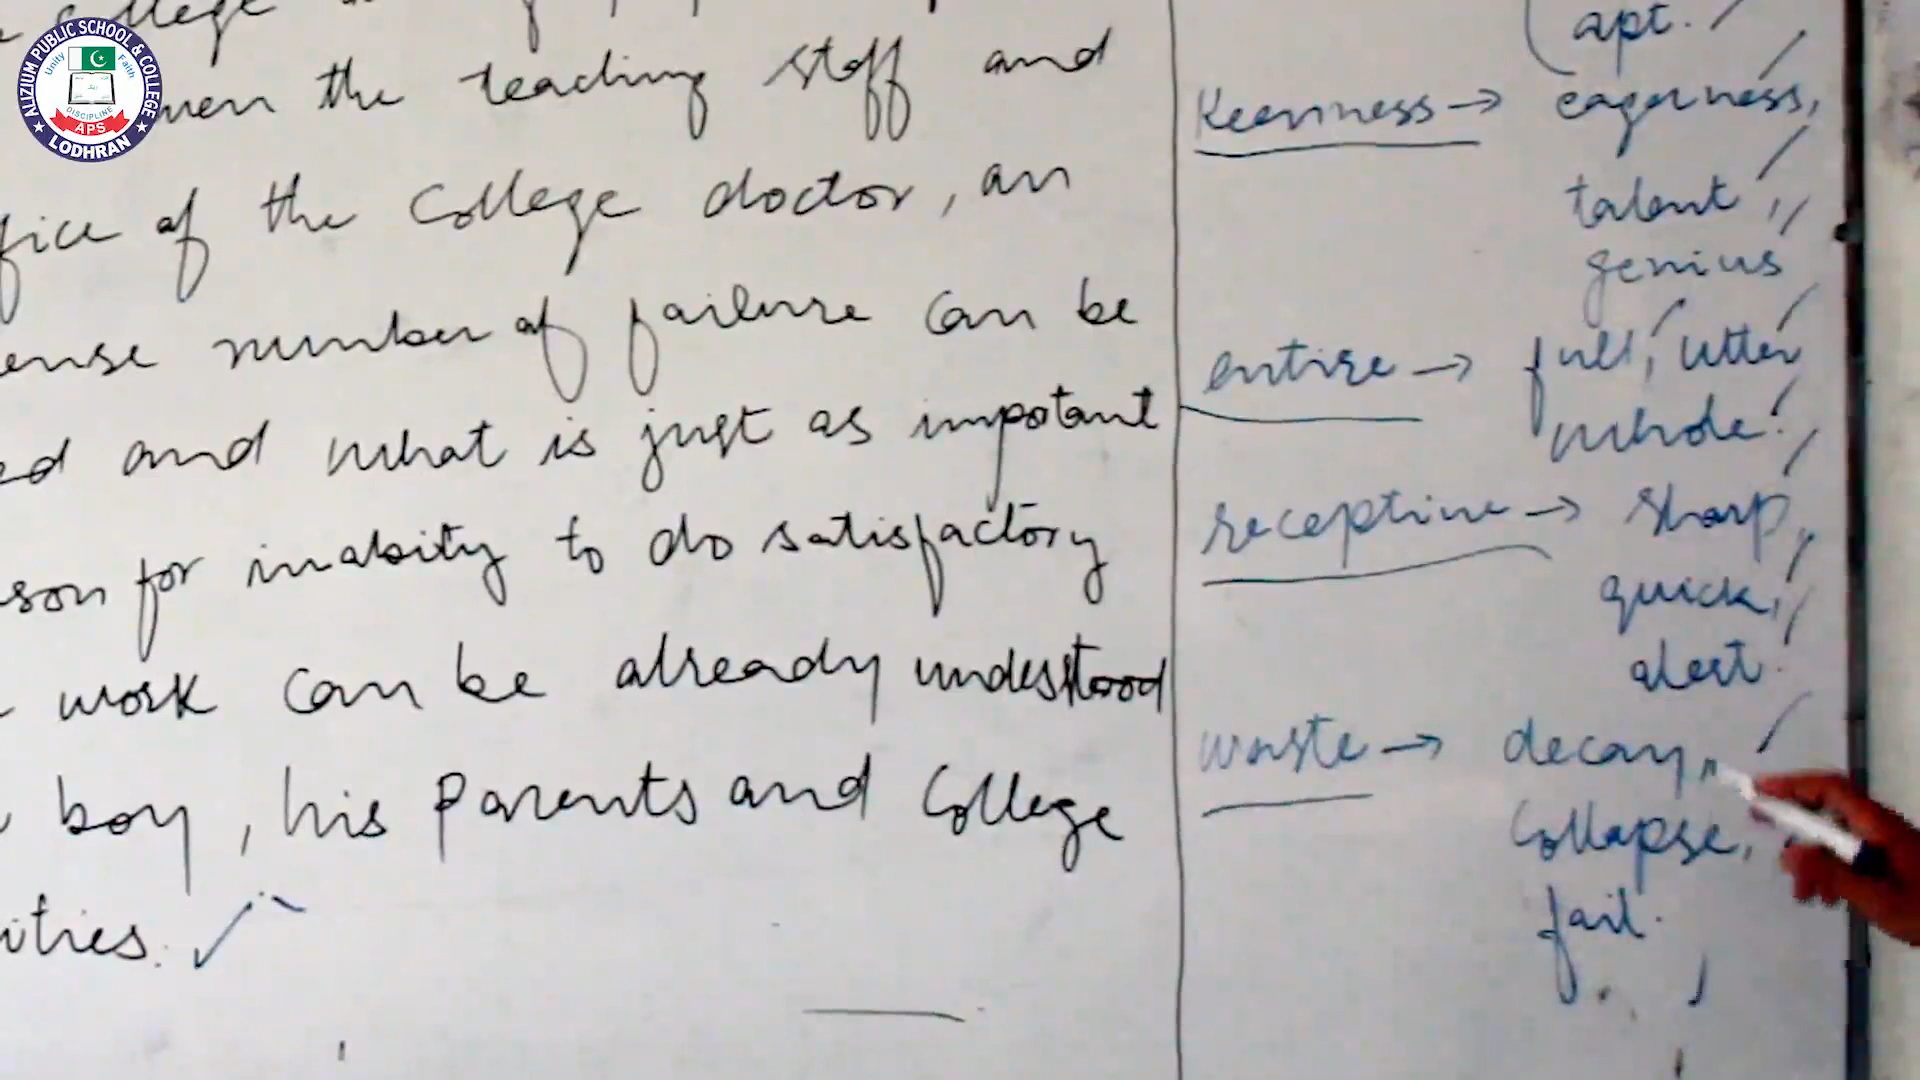 college
ALIZIUM PUBLIC SCHOOL & COLLEGE
Unity Faith
DISCIPLINE
APS
LODHRAN
the teaching staff and
fice of the College doctor, an
ense number of failure can be
ed and what is just as important
son for inabity to do satisfactory
work can be already understood
boy, his parents and College
ities.
apt.
Keenness → eagerness,
talent,
genius
entire → full, utter
whole.
receptive → sharp,
quick,
alert.
waste → decay,
Collapse,
fail.